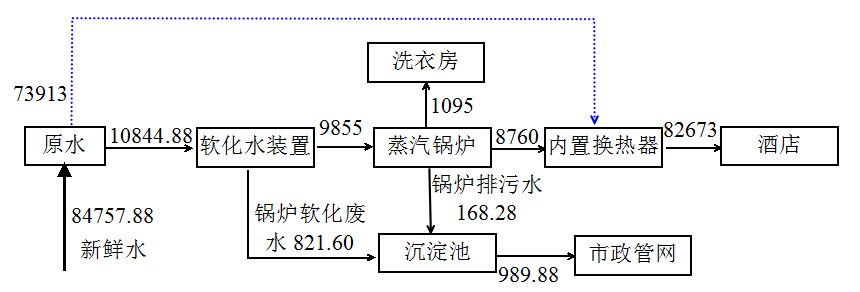 洗衣房
73913
1095
10844.88
9855
8760
82673
原水
软化水装置
蒸汽锅炉
内置换热器
酒店
锅炉排污水
168.28
84757.88
新鲜水
锅炉软化废
水 821.60
沉淀池
市政管网
989.88